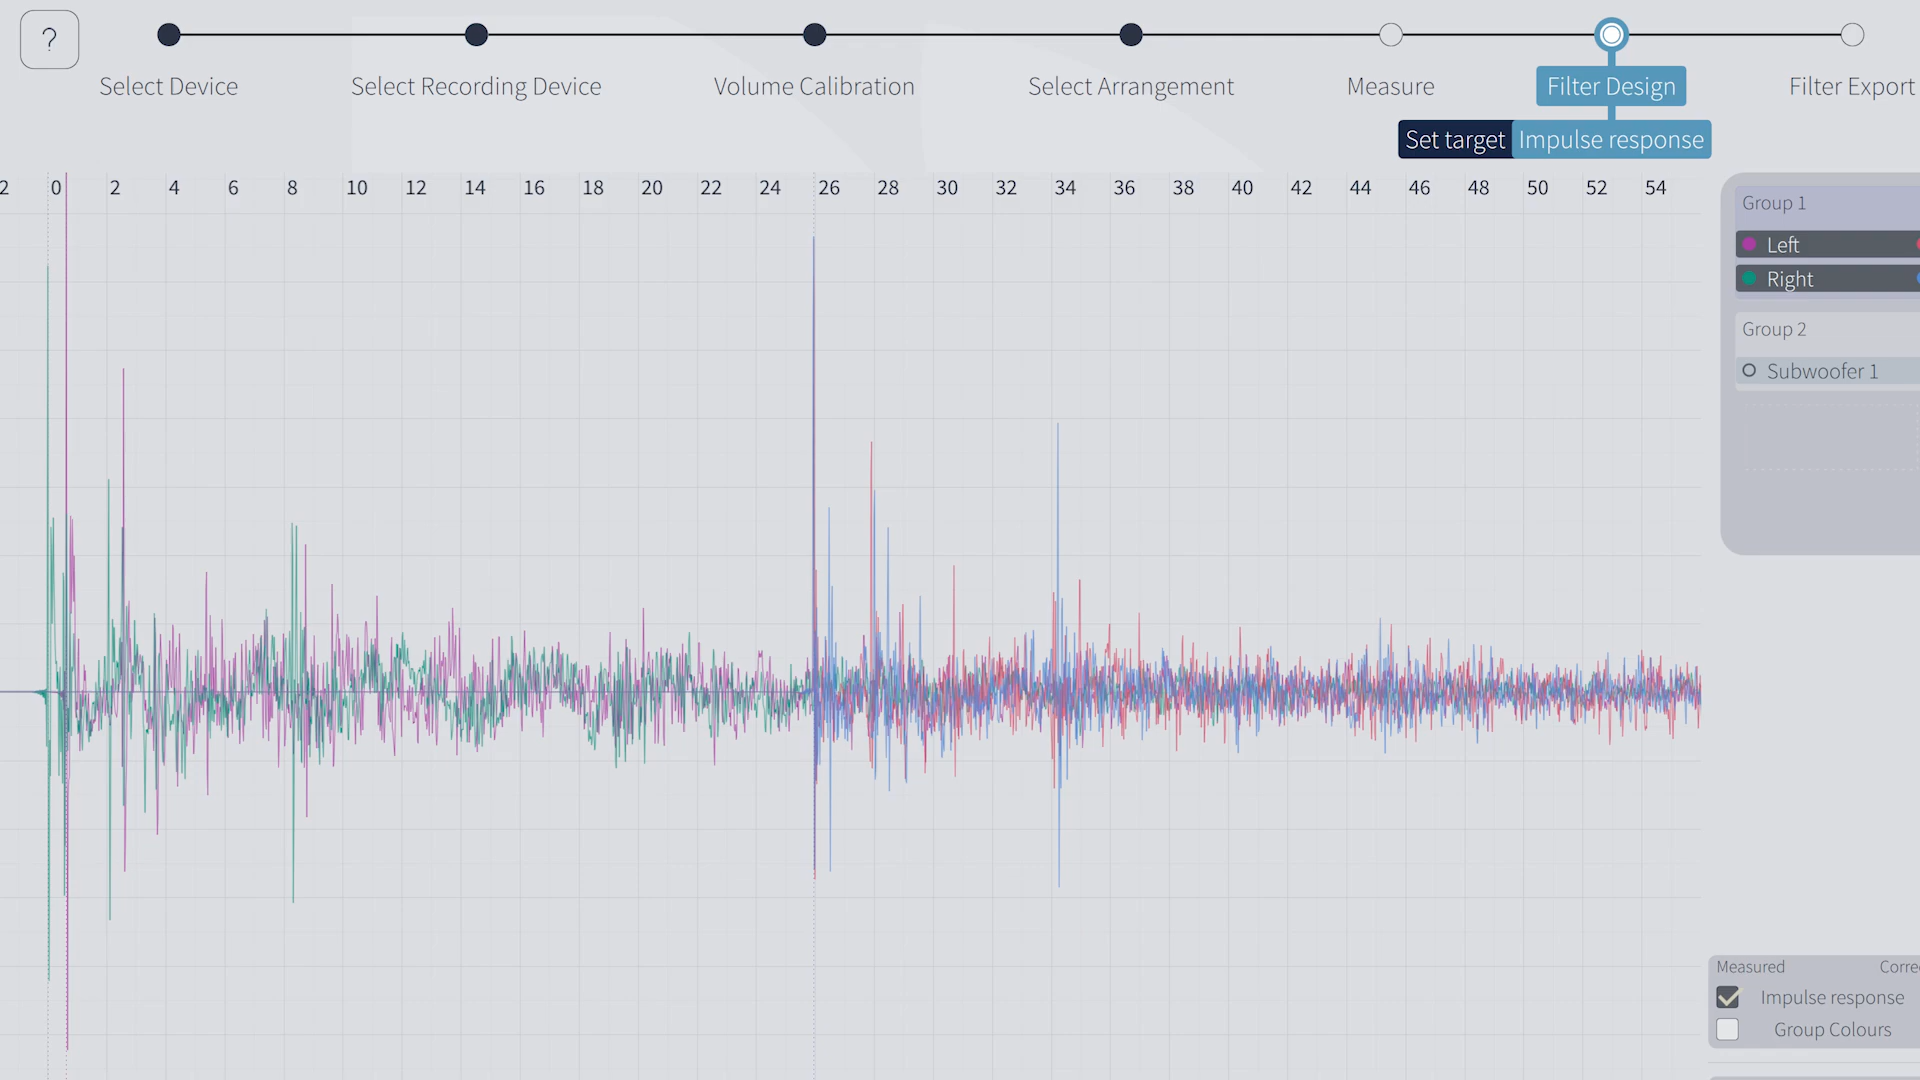 ?
Select Device
Select Recording Device
Volume Calibration
Select Arrangement
Measure
Filter Design
Filter Export
Set target
Impulse response
2 0 2 4 6 8 10 12 14 16 18 20 22 24 26 28 30 32 34 36 38 40 42 44 46 48 50 52 54
Group 1
Left
Right
Group 2
Subwoofer 1
Measured
Impulse response
Group Colours